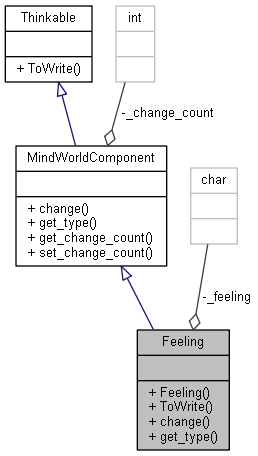 Thinkable
+ ToWrite()
int
-_change_count
MindWorldComponent
+ change()
+ get_type()
+ get_change_count()
+ set_change_count()
char
-_feeling
Feeling
+ Feeling()
+ ToWrite()
+ change()
+ get_type()